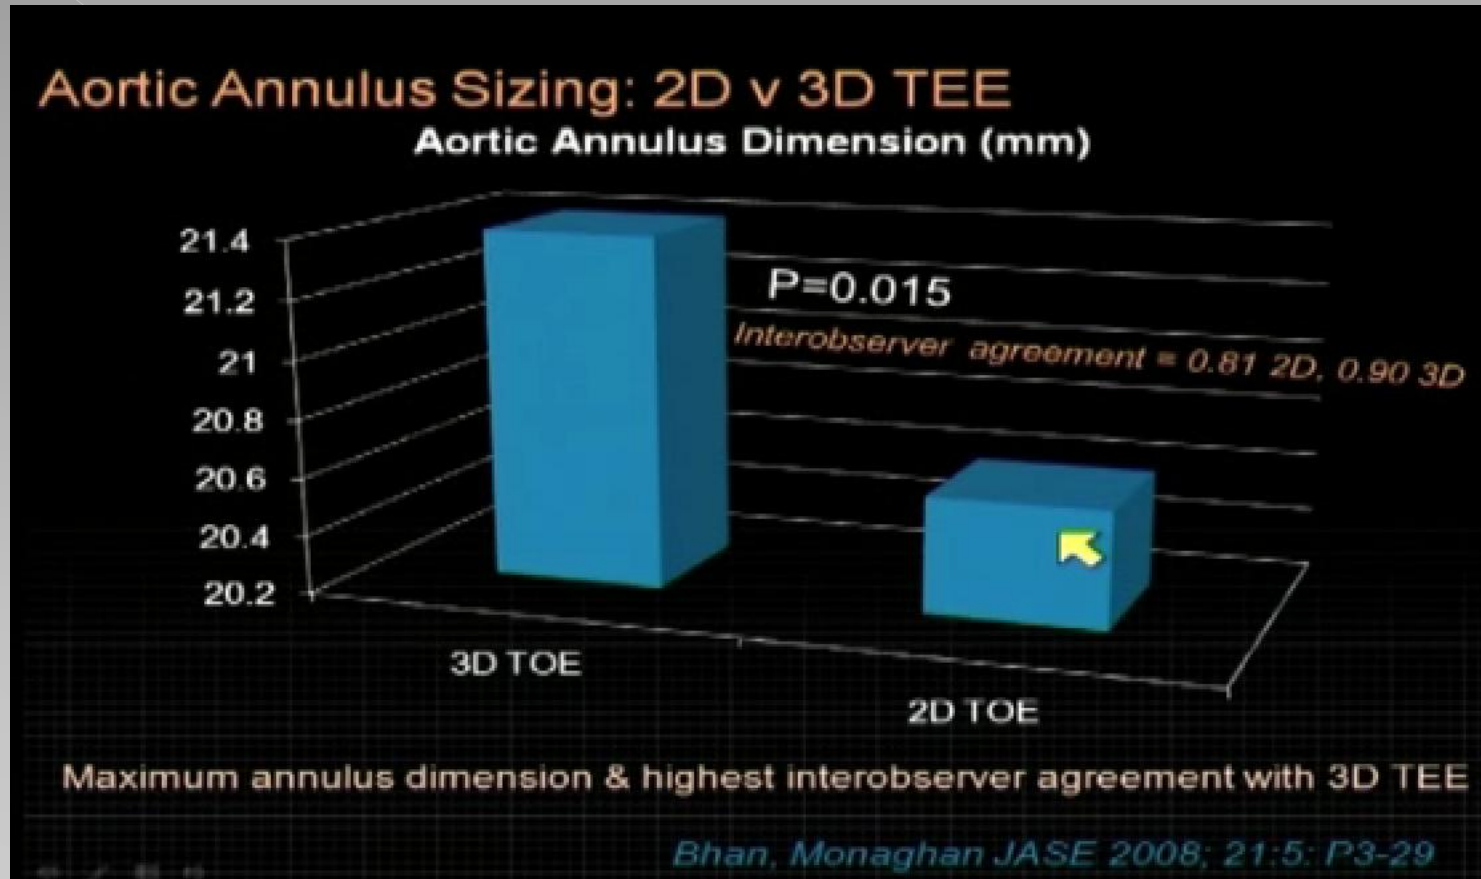 Aortic Annulus Sizing: 2D v 3D TEE
Aortic Annulus Dimension (mm)
21.4
21.2
21
20.8
20.6
20.4
20.2
P=0.015
Interobserver agreement = 0.81 2D, 0.90 3D
3D TOE
2D TOE
Maximum annulus dimension & highest interobserver agreement with 3D TEE
Bhan, Monaghan JASE 2008; 21:5: P3-29